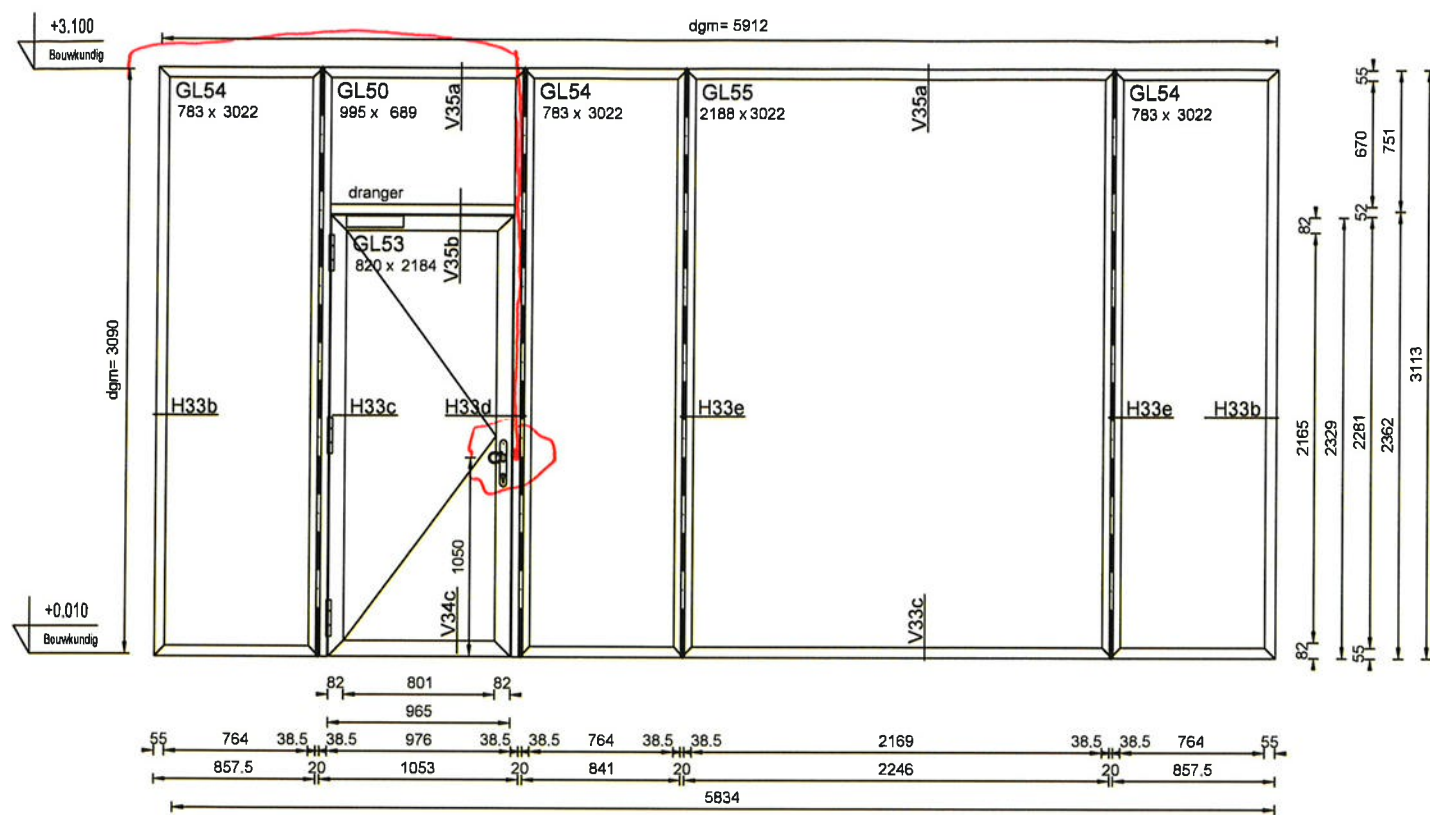 +3.100
Bouwkundig
dgm= 5912
GL54
783 x 3022
GL50
995 x 689
V35a
GL54
783 x 3022
GL55
2188 x 3022
V35a
GL54
783 x 3022
55
670
751
52
82
dranger
GL53
820 x 2184
V35b
dgm= 3090
H33b
H33c
H33d
H33e
H33e
H33b
2165
2329
2281
2362
3113
1050
V34c
V33c
+0.010
Bouwkundig
82
55
82 801 82
965
55 764 38.5 38.5 976 38.5 38.5 764 38.5 38.5 2169 38.5 38.5 764 55
857.5 20 1053 20 841 20 2246 20 857.5
5834